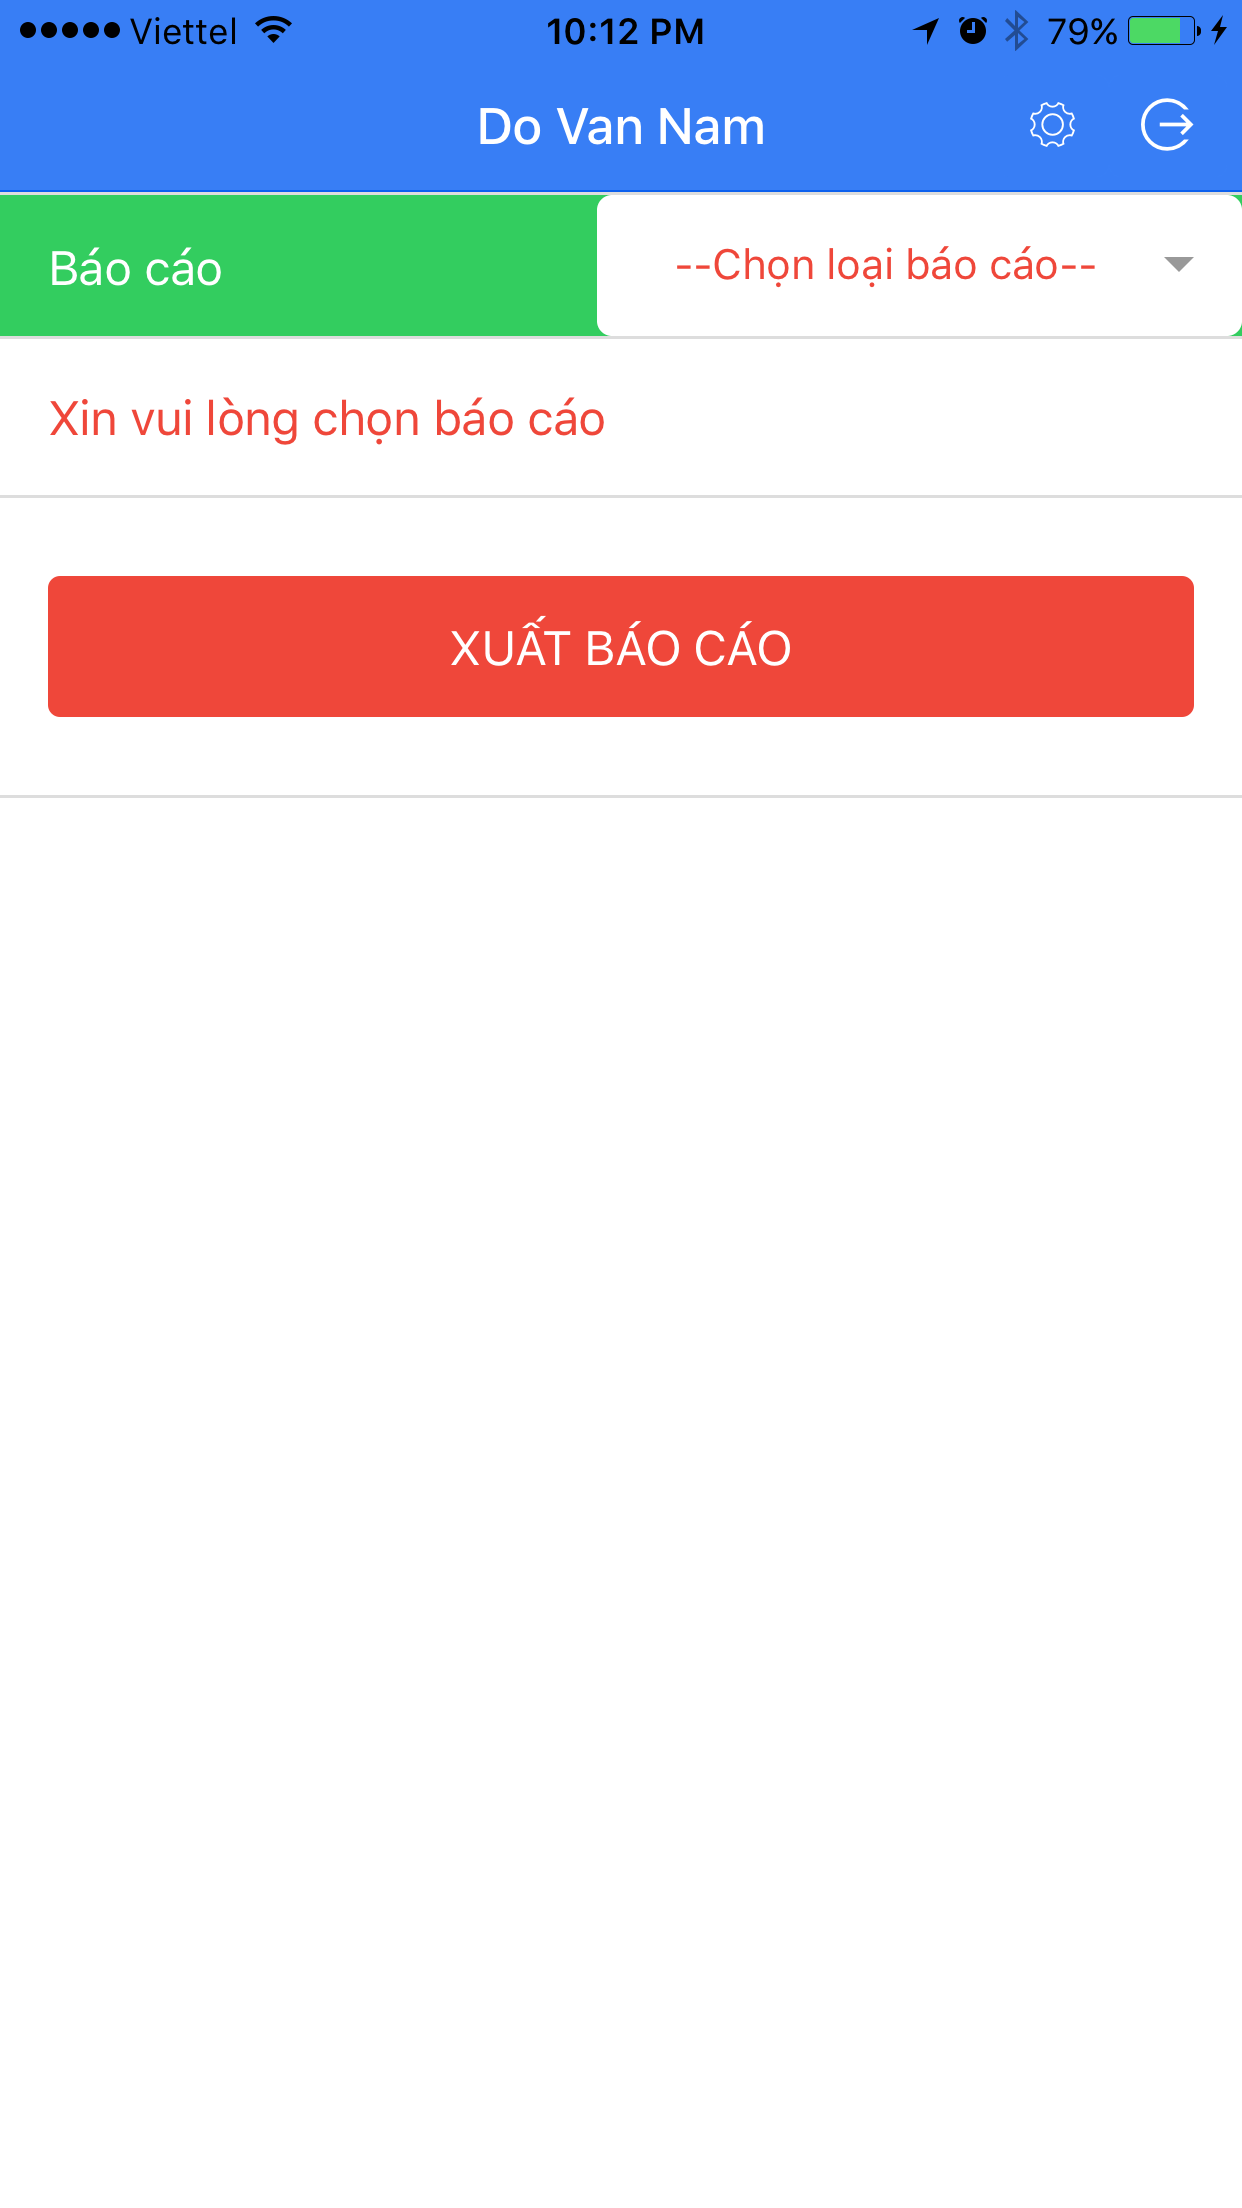 Viettel 10:12 PM 79%
Do Van Nam
Báo cáo
--Chọn loại báo cáo--
Xin vui lòng chọn báo cáo
XUẤT BÁO CÁO